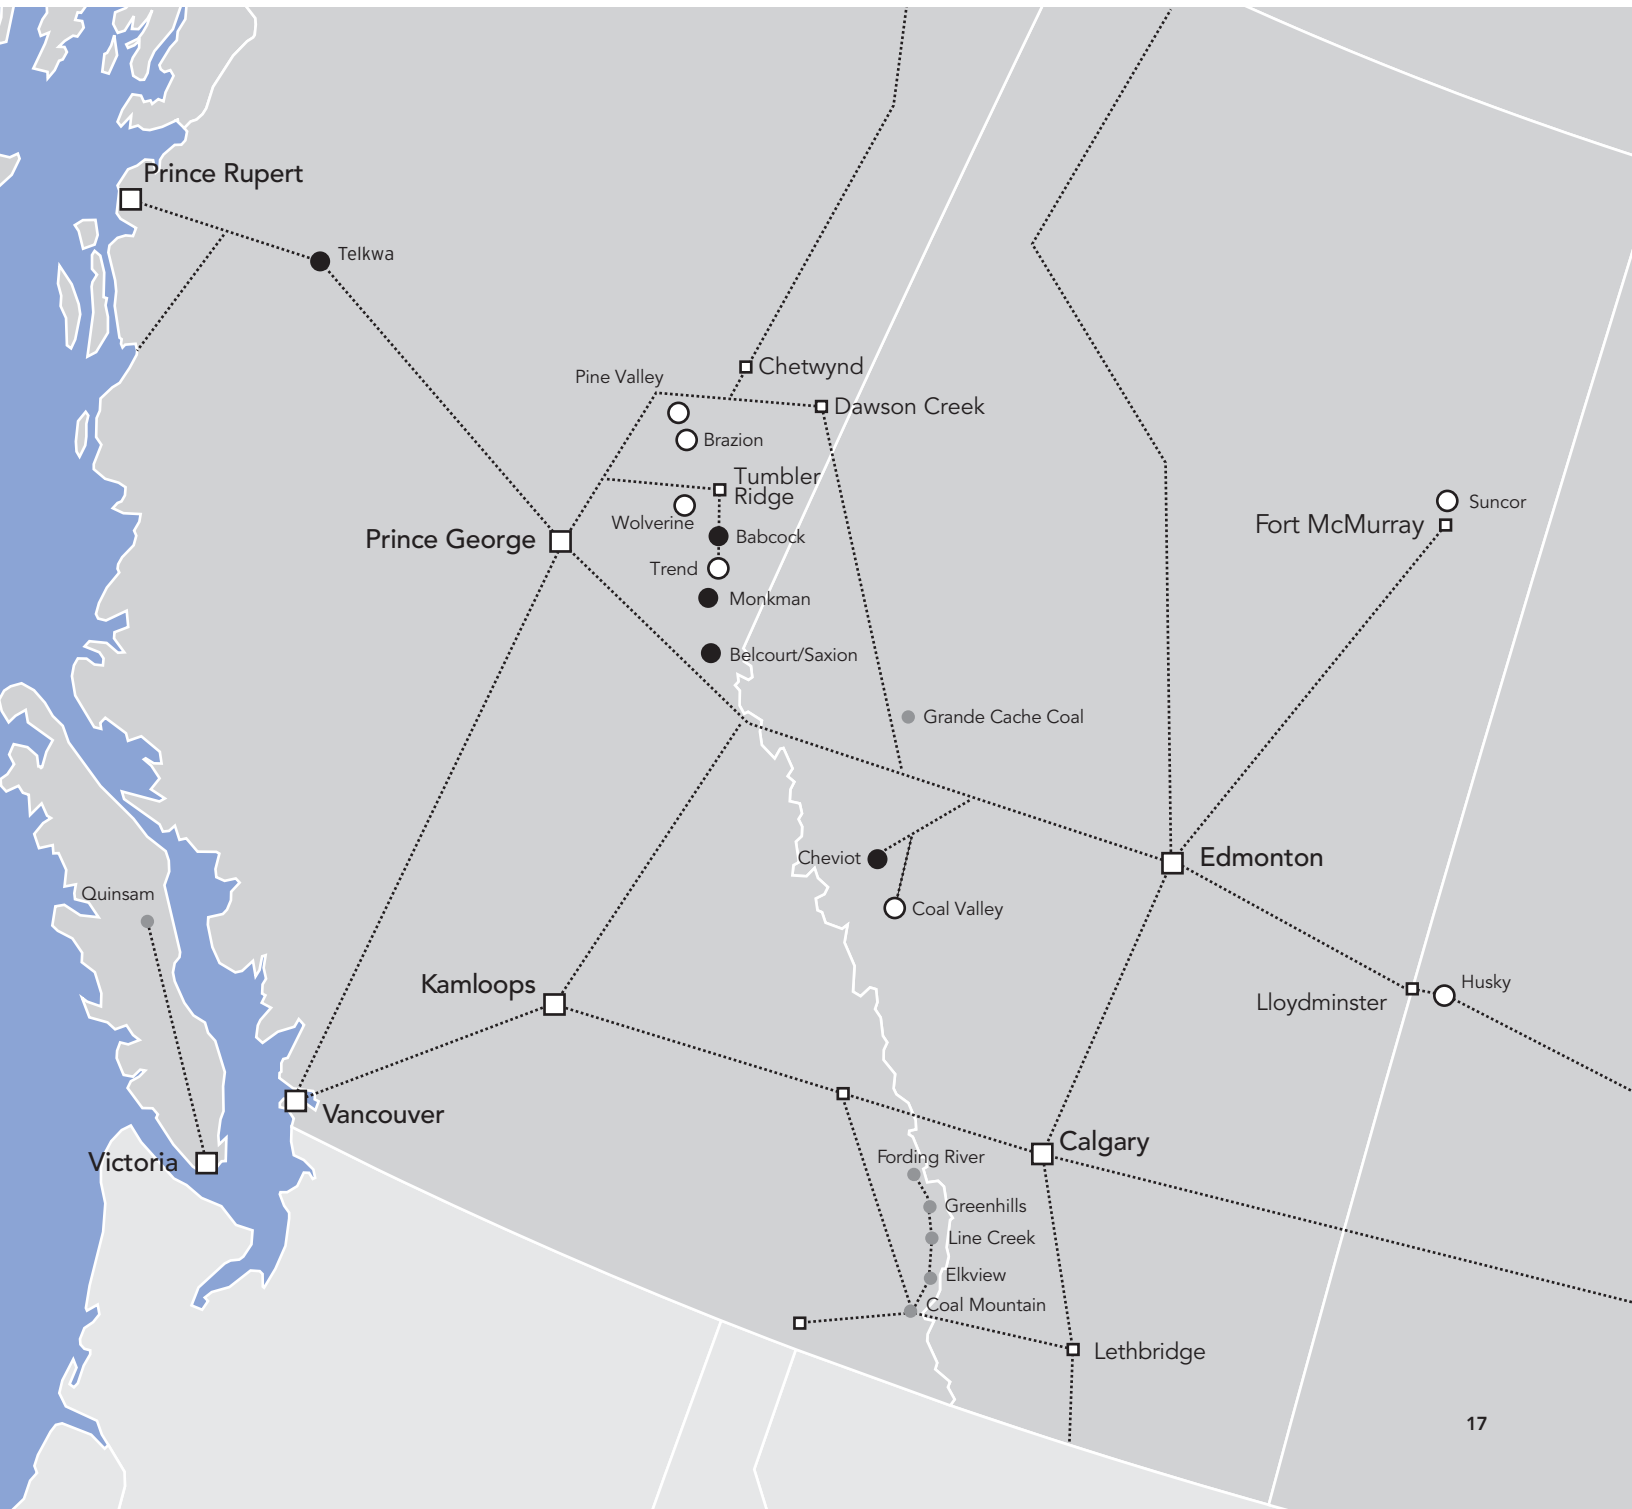 Prince Rupert
Telkwa
Chetwynd
Pine Valley
Dawson Creek
Brazion
Tumbler
Ridge
Wolverine
Suncor
Fort McMurray
Prince George
Babcock
Trend
Monkman
Belcourt/Saxion
Grande Cache Coal
Cheviot
Edmonton
Quinsam
Coal Valley
Kamloops
Husky
Lloydminster
Vancouver
Calgary
Victoria
Fording River
Greenhills
Line Creek
Elkview
Coal Mountain
Lethbridge
17